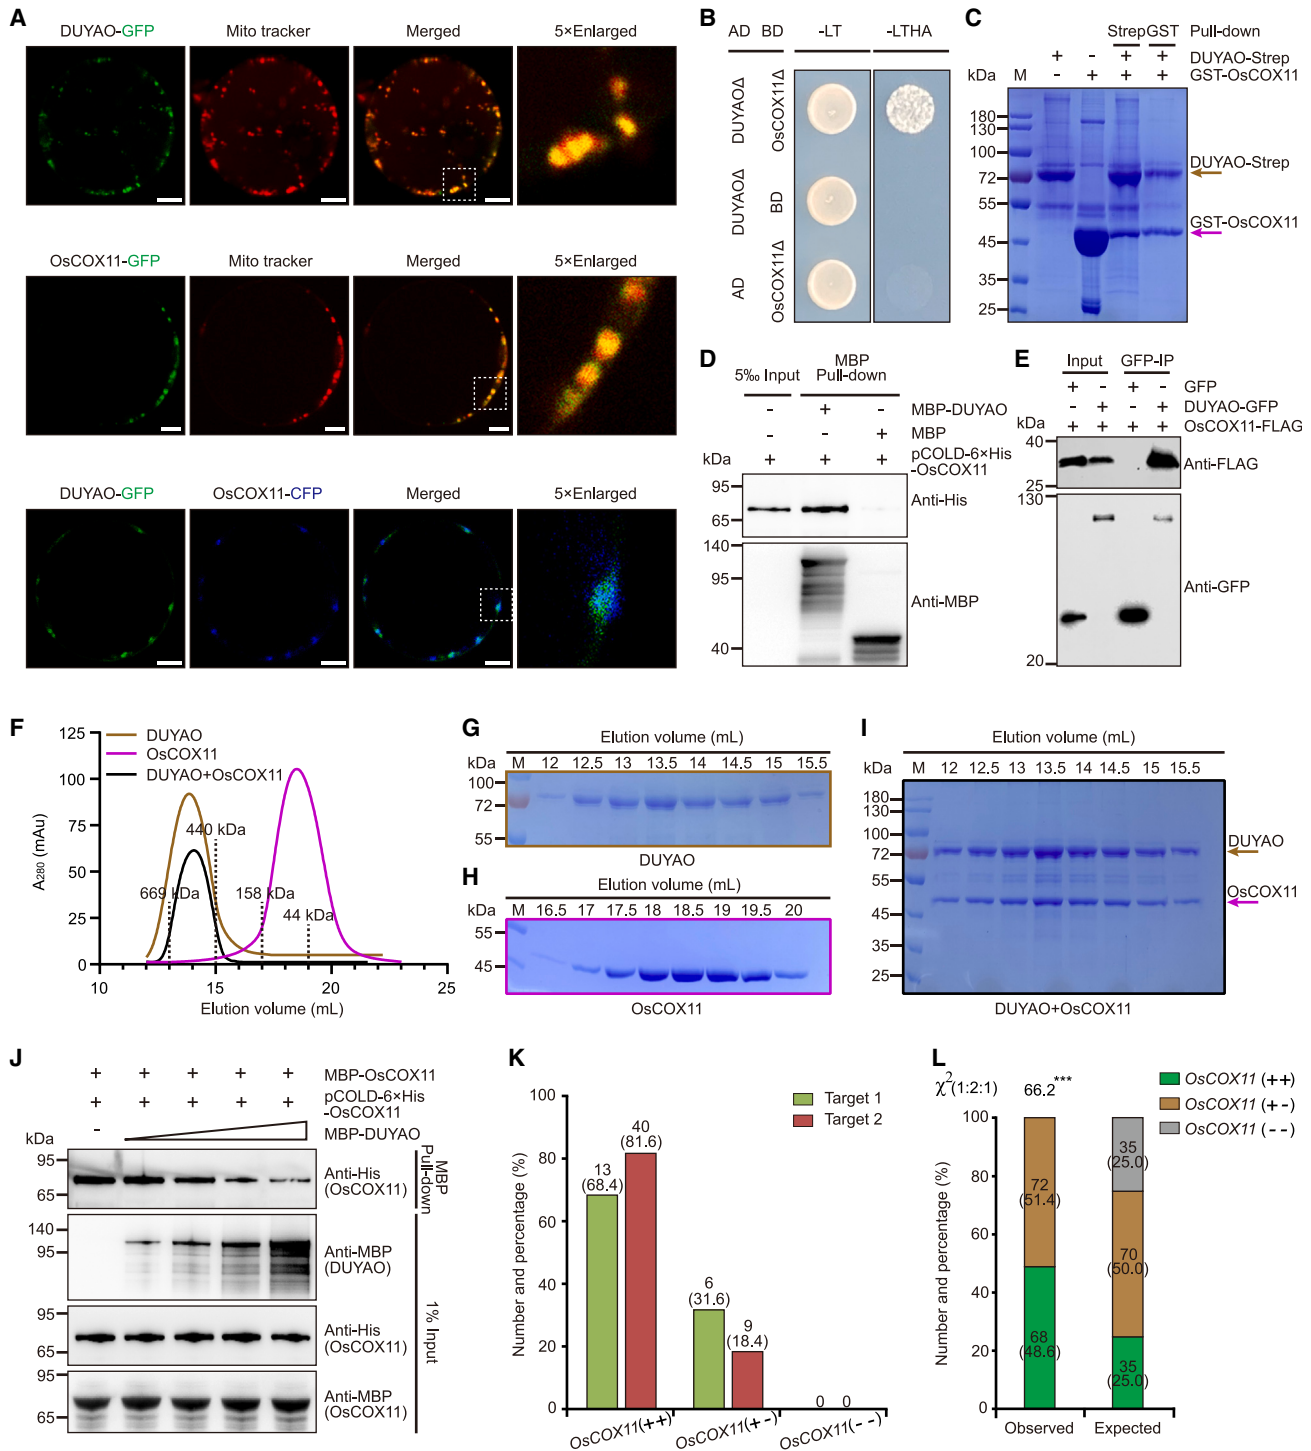 A
DUYAO-GFP Mito tracker Merged 5×Enlarged
OsCOX11-GFP Mito tracker Merged 5×Enlarged
DUYAO-GFP OsCOX11-CFP Merged 5×Enlarged
B
AD BD -LT -LTHA
DUYAOΔ OsCOX11Δ
DUYAOΔ BD
AD OsCOX11Δ
C
Strep GST Pull-down
+ - + + DUYAO-Strep
- + + + GST-OsCOX11
kDa M
180
130
100
72
55
45
35
25
DUYAO-Strep
GST-OsCOX11
D
5‰ Input MBP Pull-down
- + - MBP-DUYAO
- - + MBP
+ + + pCOLD-6×His-OsCOX11
kDa
95
65
Anti-His
140
95
40
Anti-MBP
E
Input GFP-IP
+ - + - GFP
- + - + DUYAO-GFP
+ + + + OsCOX11-FLAG
kDa
40
25
Anti-FLAG
130
20
Anti-GFP
F
DUYAO
OsCOX11
DUYAO+OsCOX11
A280 (mAu)
125
100
75
50
25
0
669 kDa
440 kDa
158 kDa
44 kDa
10 15 20 25
Elution volume (mL)
G
Elution volume (mL)
kDa M 12 12.5 13 13.5 14 14.5 15 15.5
100
72
55
DUYAO
H
Elution volume (mL)
kDa M 16.5 17 17.5 18 18.5 19 19.5 20
55
45
OsCOX11
I
Elution volume (mL)
kDa M 12 12.5 13 13.5 14 14.5 15 15.5
180
130
100
72
55
45
35
25
DUYAO
OsCOX11
DUYAO+OsCOX11
J
+ + + + + MBP-OsCOX11
+ + + + + pCOLD-6×His-OsCOX11
- MBP-DUYAO
kDa
95
65
Anti-His (OsCOX11)
MBP Pull-down
140
95
Anti-MBP (DUYAO)
95
65
Anti-His (OsCOX11)
95
65
Anti-MBP (OsCOX11)
1% Input
K
Number and percentage (%)
100
80
60
40
20
0
Target 1
Target 2
13 (68.4)
40 (81.6)
6 (31.6)
9 (18.4)
0 0
OsCOX11(++) OsCOX11(+-) OsCOX11(--)
L
χ2(1:2:1) 66.2***
OsCOX11 (++)
OsCOX11 (+-)
OsCOX11 (--)
Number and percentage (%)
100
80
60
40
20
0
72 (51.4)
68 (48.6)
35 (25.0)
70 (50.0)
35 (25.0)
Observed Expected